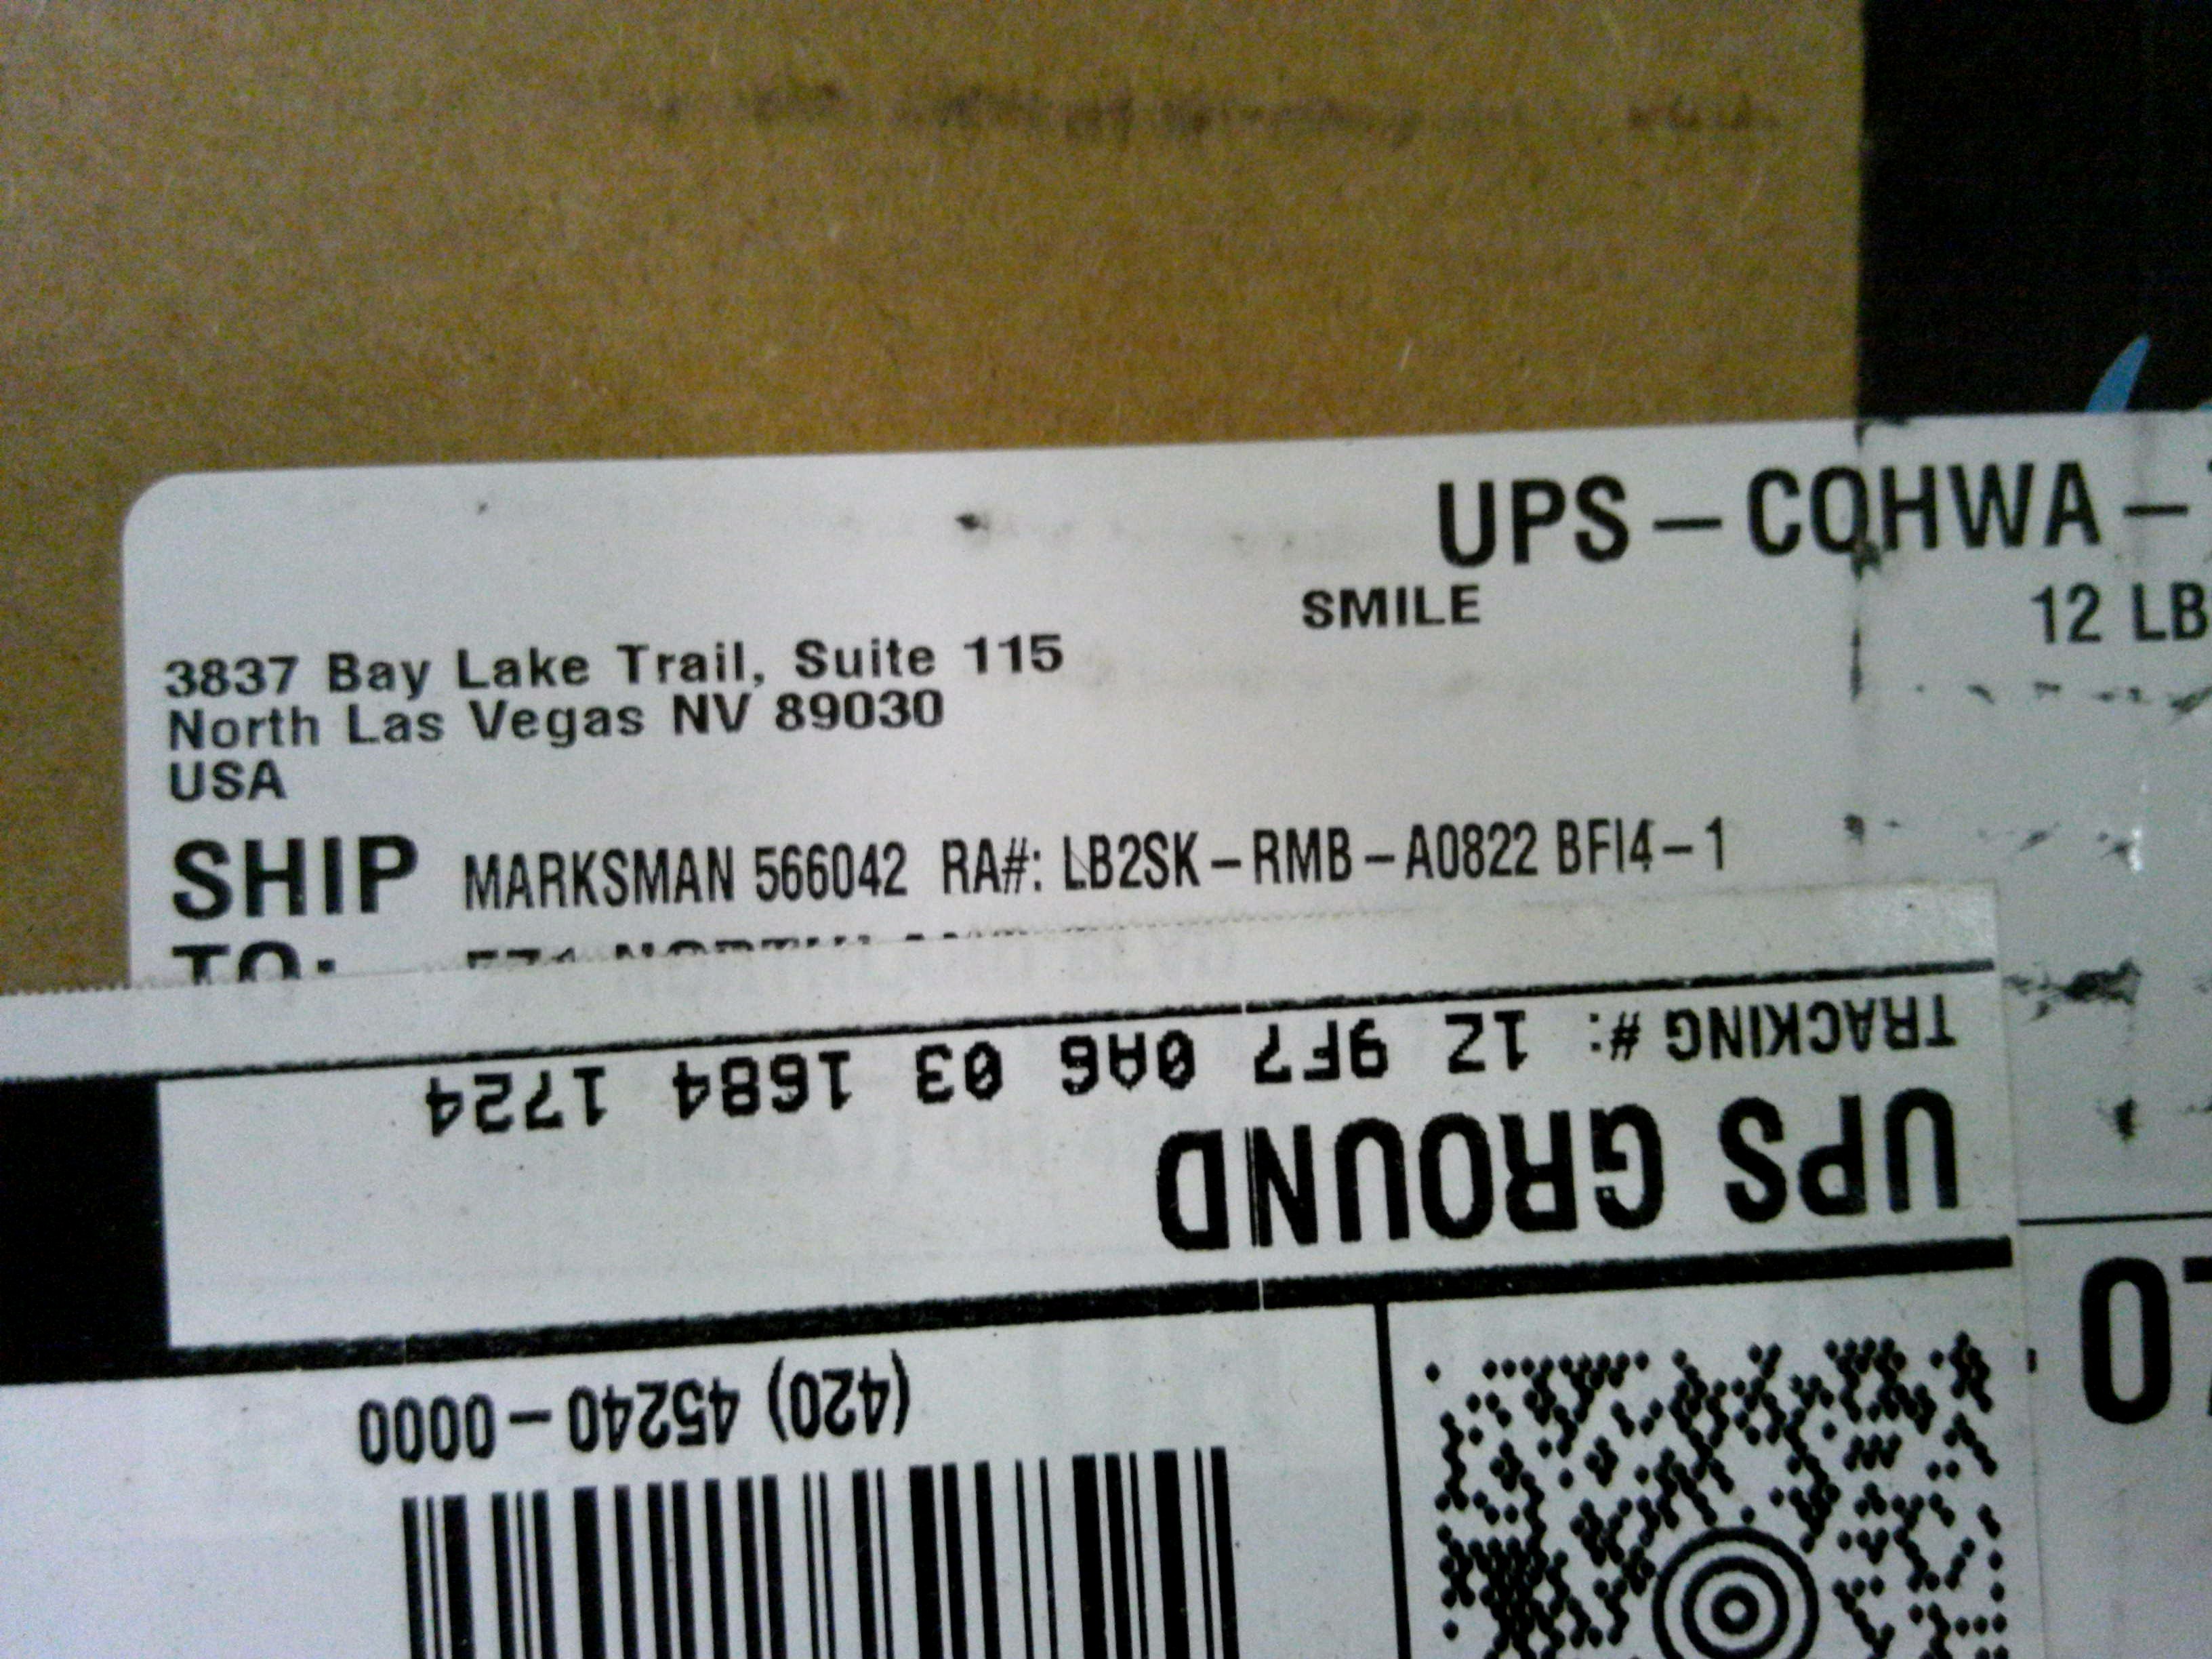 UPS-CQHWA-
SMILE
12 LB
3837 Bay Lake Trail, Suite 115
North Las Vegas NV 89030
USA
SHIP MARKSMAN 566042 RA#: LB2SK-RMB-A0822 BFI4-1
TO:
TRACKING #: 1Z 9F7 0A6 03 1684 1724
UPS GROUND
(420) 45240-0000